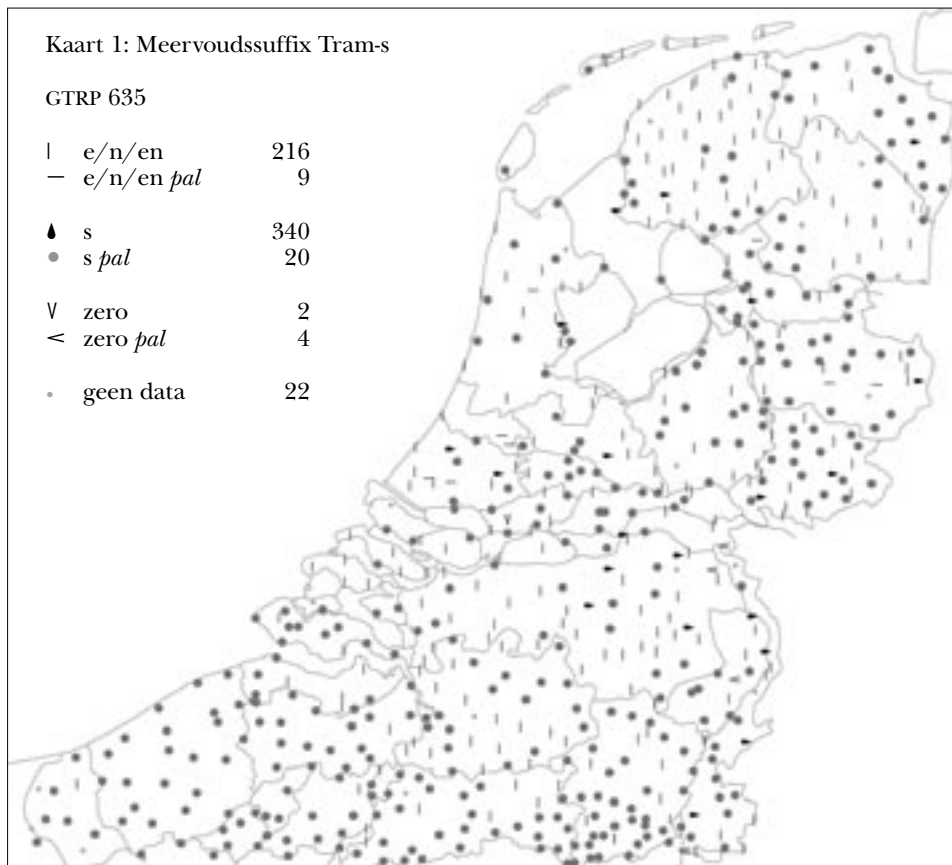 Kaart 1: Meervoudssuffix Tram-s
GTRP 635
e/n/en 216
e/n/en pal 9
s 340
s pal 20
zero 2
zero pal 4
geen data 22